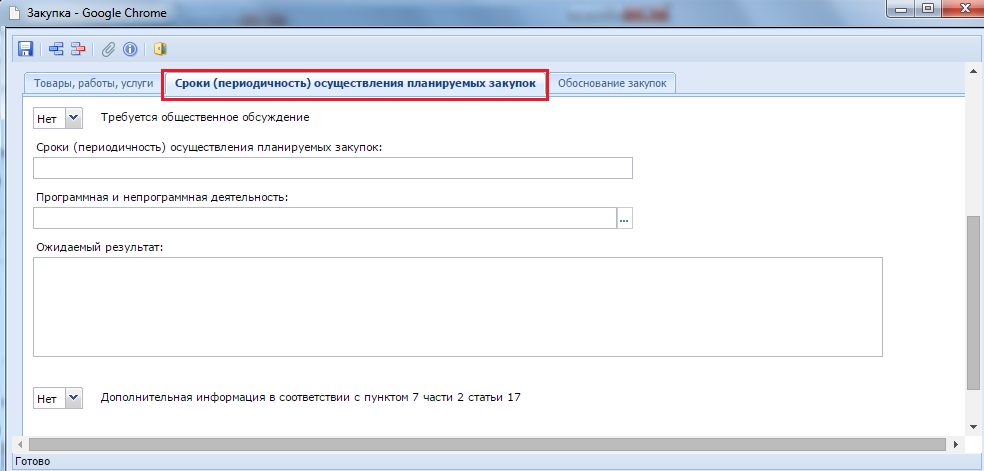 Закупка - Google Chrome
Товары, работы, услуги Сроки (периодичность) осуществления планируемых закупок Обоснование закупок
Нет Требуется общественное обсуждение
Сроки (периодичность) осуществления планируемых закупок:
Программная и непрограммная деятельность:
...
Ожидаемый результат:
Нет Дополнительная информация в соответствии с пунктом 7 части 2 статьи 17
Готово